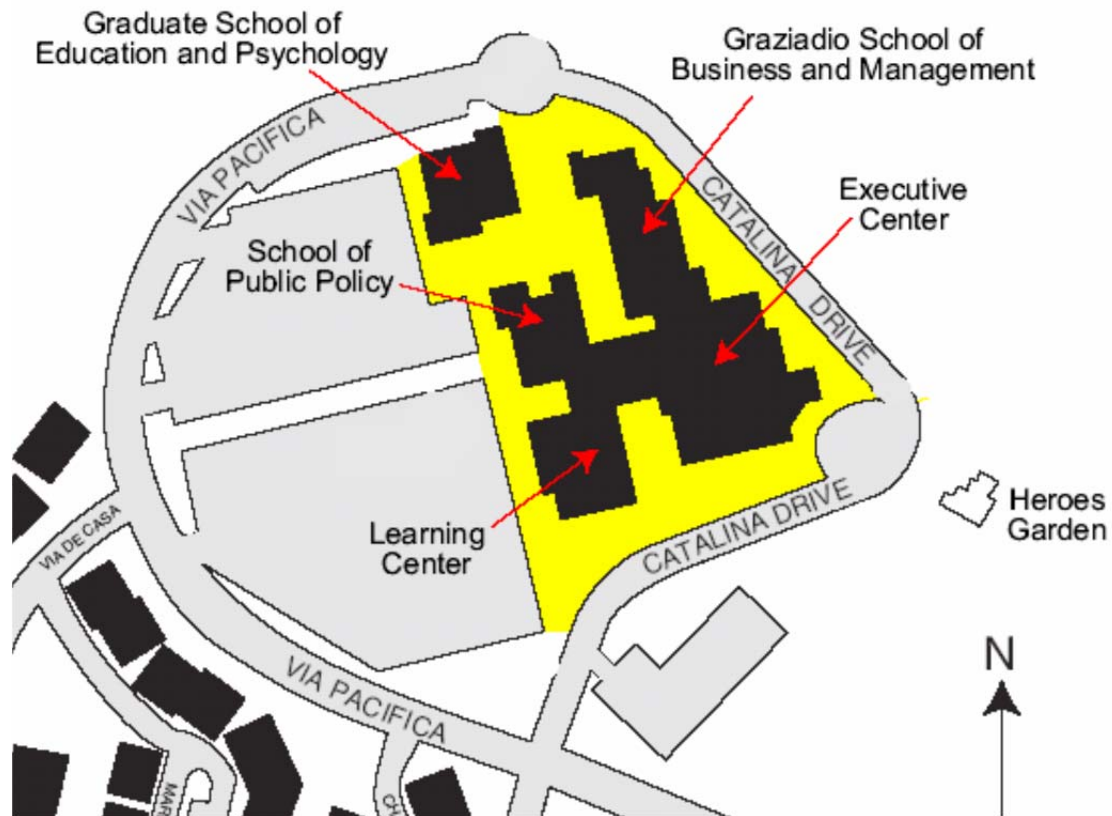 Graduate School of
Education and Psychology
Graziadio School of
Business and Management
VIA PACIFICA
CATALINA DRIVE
Executive
Center
School of
Public Policy
Heroes
Garden
Learning
Center
CATALINA DRIVE
VIA DE CASA
VIA PACIFICA
N